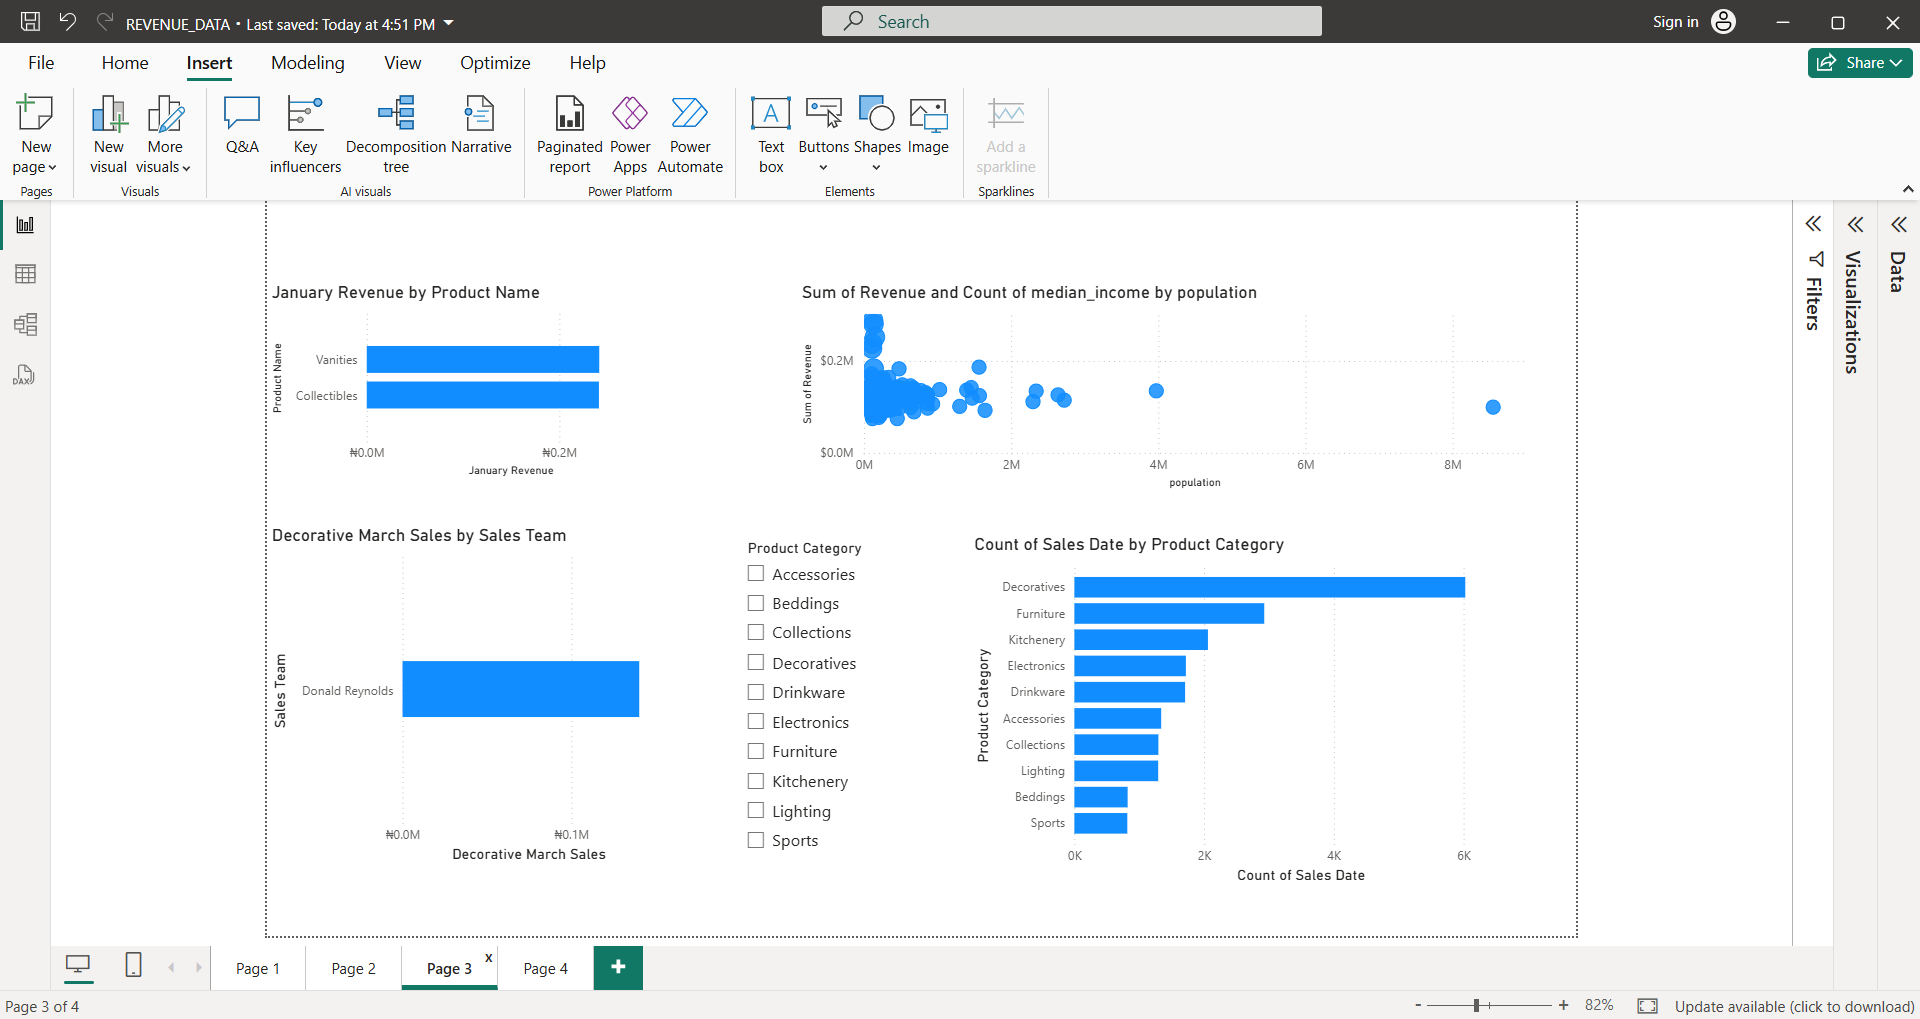 REVENUE_DATA • Last saved: Today at 4:51 PM
Search
Sign in
File Home Insert Modeling View Optimize Help
Share
New page
New visual
More visuals
Q&A
Key influencers
Decomposition tree
Narrative
Paginated report
Power Apps
Power Automate
Text box
Buttons
Shapes
Image
Add a sparkline
Pages
Visuals
AI visuals
Power Platform
Elements
Sparklines
DAX
January Revenue by Product Name
Product Name
Vanities
Collectibles
₦0.0M ₦0.2M
January Revenue
Sum of Revenue and Count of median_income by population
Sum of Revenue
$0.2M
$0.0M
0M 2M 4M 6M 8M
population
Decorative March Sales by Sales Team
Sales Team
Donald Reynolds
₦0.0M ₦0.1M
Decorative March Sales
Product Category
Accessories
Beddings
Collections
Decoratives
Drinkware
Electronics
Furniture
Kitchenery
Lighting
Sports
Count of Sales Date by Product Category
Product Category
Decoratives
Furniture
Kitchenery
Electronics
Drinkware
Accessories
Collections
Lighting
Beddings
Sports
0K 2K 4K 6K
Count of Sales Date
Filters
Visualizations
Data
Page 1
Page 2
Page 3 x
Page 4
+
Page 3 of 4
- + 82%
Update available (click to download)